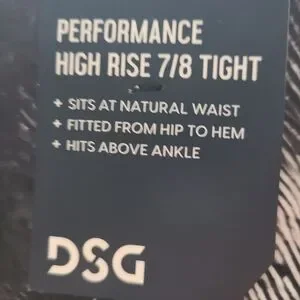 PERFORMANCE
HIGH RISE 7/8 TIGHT
+ SITS AT NATURAL WAIST
+ FITTED FROM HIP TO HEM
+ HITS ABOVE ANKLE
DSG